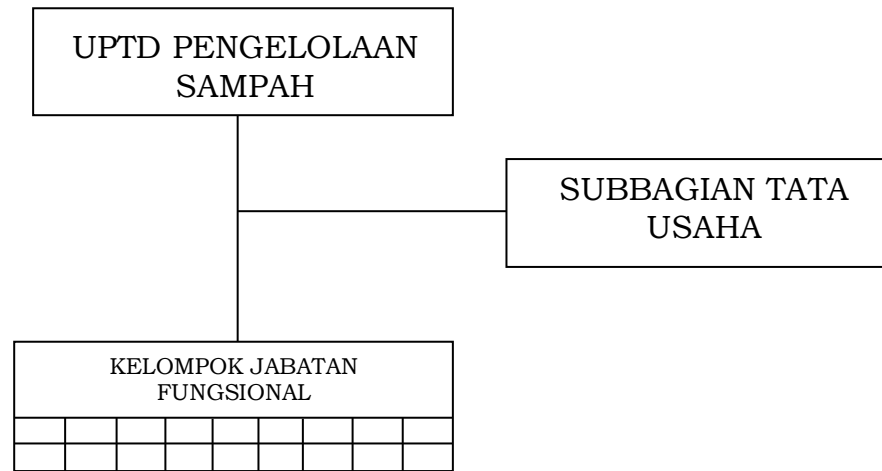 UPTD PENGELOLAAN
SAMPAH
SUBBAGIAN TATA
USAHA
KELOMPOK JABATAN
FUNGSIONAL